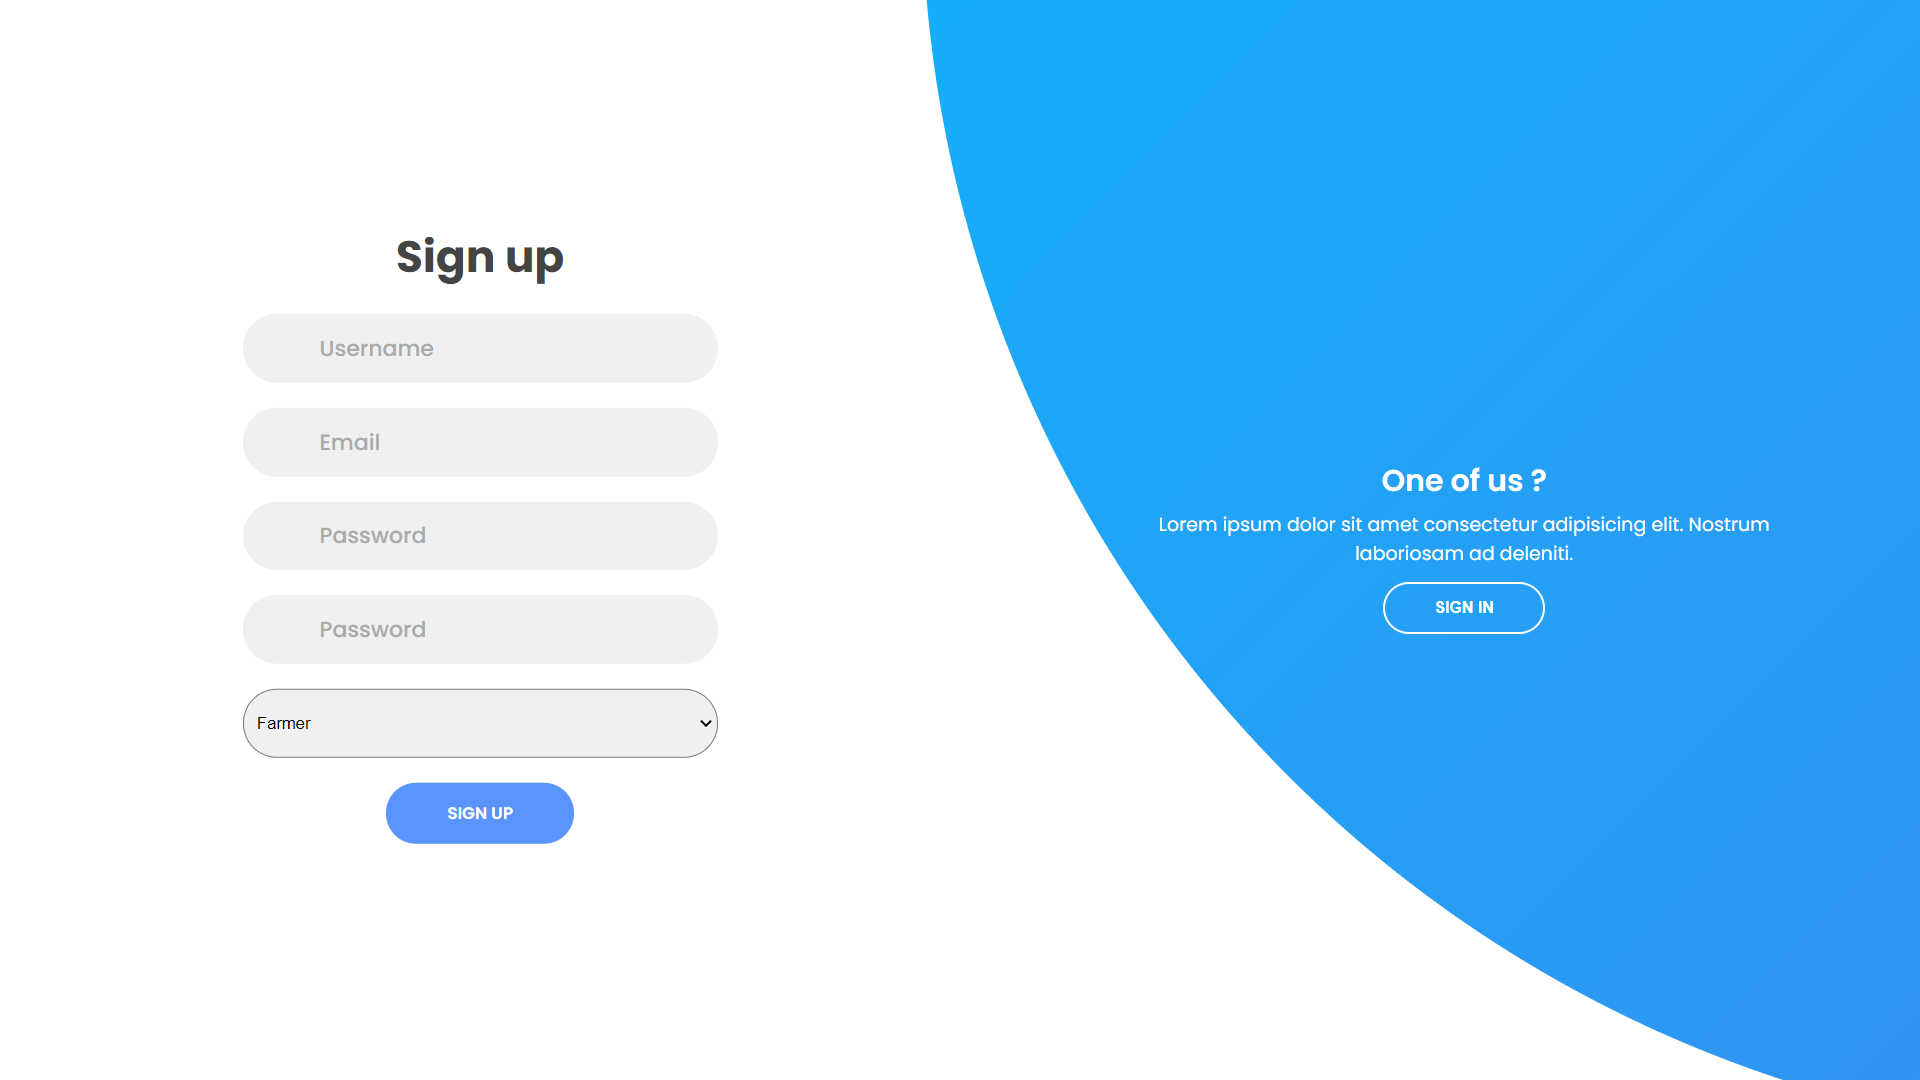 Sign up
Username
Email
Password
Password
Farmer
SIGN UP
One of us ?
Lorem ipsum dolor sit amet consectetur adipisicing elit. Nostrum
laboriosam ad deleniti.
SIGN IN